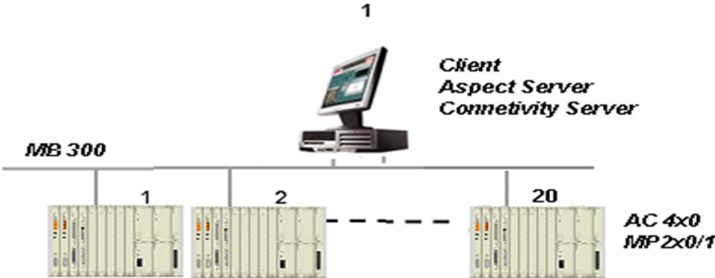 1
Client
Aspect Server
Connetivity Server
MB 300
1
2
20
AC 4x0
MP2x0/1